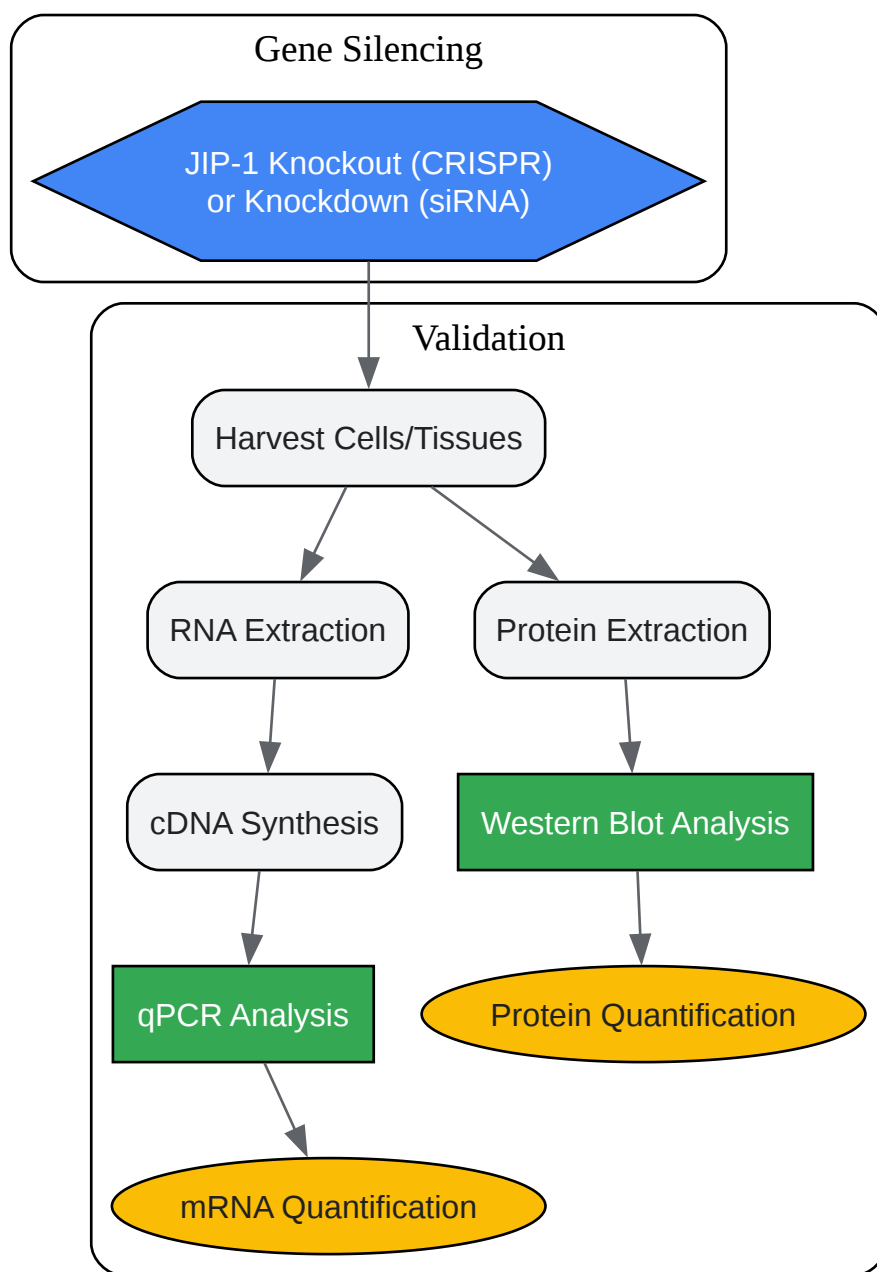 Gene Silencing
JIP-1 Knockout (CRISPR)
or Knockdown (siRNA)
Validation
Harvest Cells/Tissues
RNA Extraction
Protein Extraction
cDNA Synthesis
Western Blot Analysis
qPCR Analysis
Protein Quantification
mRNA Quantification